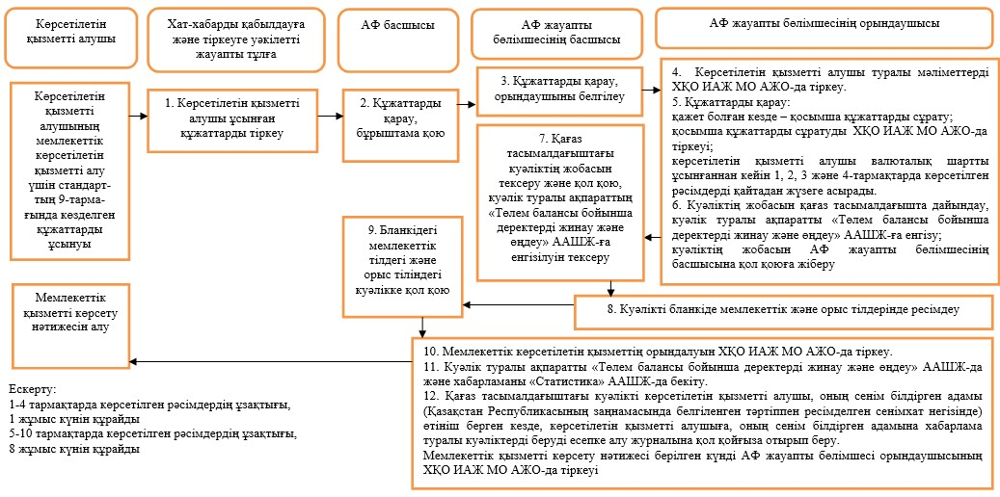 Көрсетілетін
қызметті алушы
Хат-хабарды қабылдауға
және тіркеуге уәкілетті
жауапты тұлға
АФ басшысы
АФ жауапты
бөлімшесінің басшысы
АФ жауапты бөлімшесінің орындаушысы
Көрсетілетін
қызметті
алушының
мемлекеттік
көрсетілетін
қызметті алу
үшін стандарт-
тың 9-тарма-
ғында көзделген
құжаттарды
ұсынуы
1. Көрсетілетін қызметті
алушы ұсынған
құжаттарды тіркеу
2. Құжаттарды
қарау,
бұрыштама қою
3. Құжаттарды қарау,
орындаушыны белгілеу
4. Көрсетілетін қызметті алушы туралы мәліметтерді
ХҚО ИАЖ МО АЖО-да тіркеу.
5. Құжаттарды қарау:
қажет болған кезде – қосымша құжаттарды сұрату;
қосымша құжаттарды сұратуды ХҚО ИАЖ МО АЖО-да
тіркеуі;
көрсетілетін қызметті алушы валюталық шартты
ұсынғаннан кейін 1, 2, 3 және 4-тармақтарда көрсетілген
рәсімдерді қайтадан жүзеге асырады.
6. Куәліктің жобасын қағаз тасымалдағышта дайындау,
куәлік туралы ақпаратты «Төлем балансы бойынша
деректерді жинау және өңдеу» ААШЖ-ға енгізу;
куәліктің жобасын АФ жауапты бөлімшесінің
басшысына қол қоюға жіберу
7. Қағаз
тасымалдағыштағы
куәліктің жобасын
тексеру және қол қою,
куәлік туралы ақпараттың
«Төлем балансы бойынша
деректерді жинау және
өңдеу» ААШЖ-ға
енгізілуін тексеру
8. Куәлікті бланкіде мемлекеттік және орыс тілдерінде ресімдеу
9. Бланкідегі
мемлекеттік
тілдегі және
орыс тіліндегі
куәлікке қол қою
10. Мемлекеттік көрсетілетін қызметтің орындалуын ХҚО ИАЖ МО АЖО-да тіркеу.
11. Куәлік туралы ақпаратты «Төлем балансы бойынша деректерді жинау және өңдеу» ААШЖ-да
және хабарламаны «Статистика» ААШЖ-да бекіту.
12. Қағаз тасымалдағыштағы куәлікті көрсетілетін қызметті алушы, оның сенім білдірген адамы
(Қазақстан Республикасының заңнамасында белгіленген тәртіппен ресімделген сенімхат негізінде)
өтініш берген кезде, көрсетілетін қызметті алушыға, оның сенім білдірген адамына хабарлама
туралы куәліктерді беруді есепке алу журналына қол қойғыза отырып беру.
Мемлекеттік қызметті көрсету нәтижесі берілген күнді АФ жауапты бөлімшесі орындаушысының
ХҚО ИАЖ МО АЖО-да тіркеуі
Мемлекеттік
қызметті көрсету
нәтижесін алу
Ескерту:
1-4 тармақтарда көрсетілген рәсімдердің ұзақтығы,
1 жұмыс күнін құрайды
5-10 тармақтарда көрсетілген рәсімдердің ұзақтығы,
8 жұмыс күнін құрайды